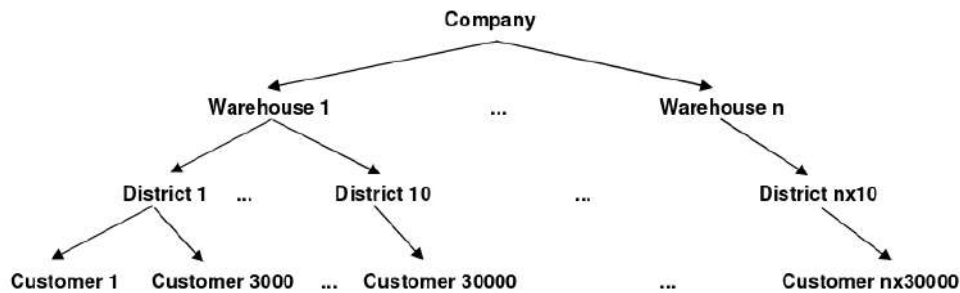 Company
Warehouse 1 ... Warehouse n
District 1 ... District 10 ... District nx10
Customer 1 Customer 3000 ... Customer 30000 ... Customer nx30000